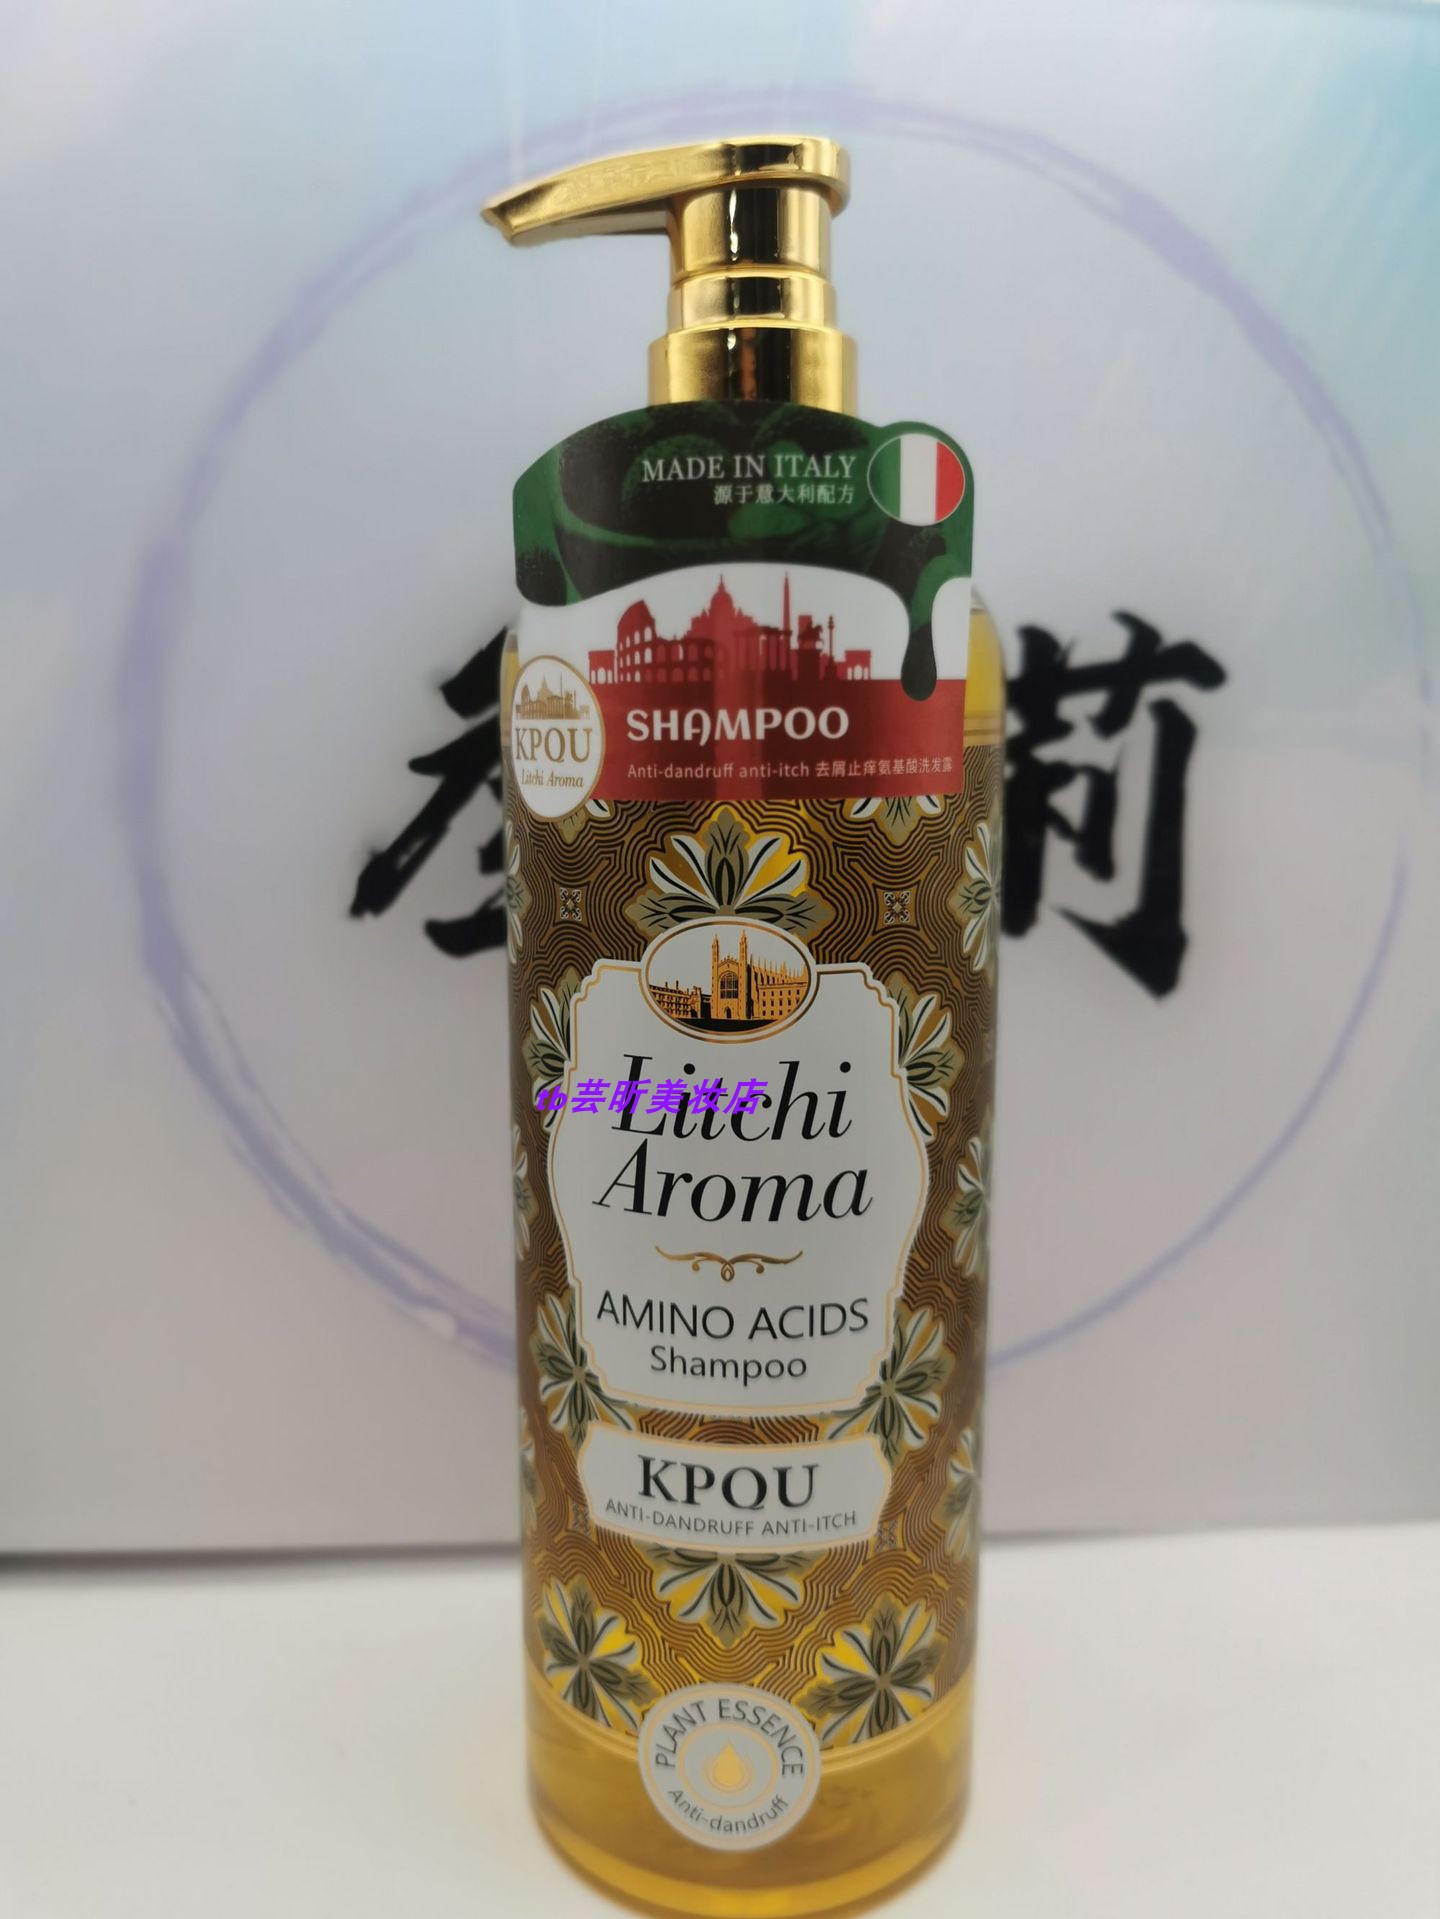 MADE IN ITALY
源于意大利配方
KPQU
Litchi Aroma
SHAMPOO
Anti-dandruff anti-itch 去屑止痒氨基酸洗发露
Litchi
tb芸昕美妆店
Aroma
AMINO ACIDS
Shampoo
KPQU
ANTI-DANDRUFF ANTI-ITCH
PLANT ESSENCE
Anti-dandruff